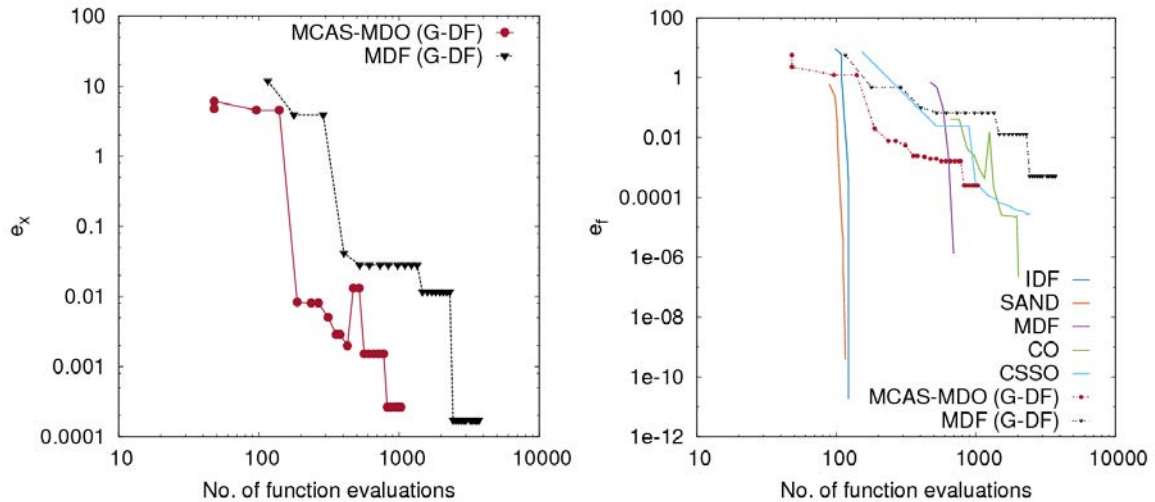 100
10
1
0.1
0.01
0.001
0.0001
e_x
10
100
1000
10000
No. of function evaluations
MCAS-MDO (G-DF)
MDF (G-DF)
100
1
0.01
0.0001
1e-06
1e-08
1e-10
1e-12
e_f
10
100
1000
10000
No. of function evaluations
IDF
SAND
MDF
CO
CSSO
MCAS-MDO (G-DF)
MDF (G-DF)